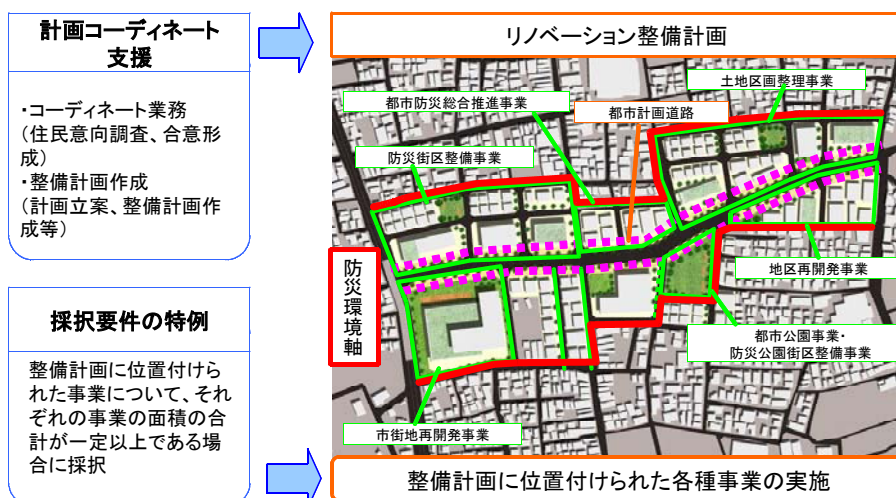 計画コーディネート
支援
・コーディネート業務
(住民意向調査、合意形
成)
・整備計画作成
(計画立案、整備計画作
成等)
採択要件の特例
整備計画に位置付けら
れた事業について、それ
ぞれの事業の面積の合
計が一定以上である場
合に採択
リノベーション整備計画
土地区画整理事業
都市防災総合推進事業
都市計画道路
防災街区整備事業
防災環境軸
地区再開発事業
都市公園事業・
防災公園街区整備事業
市街地再開発事業
整備計画に位置付けられた各種事業の実施